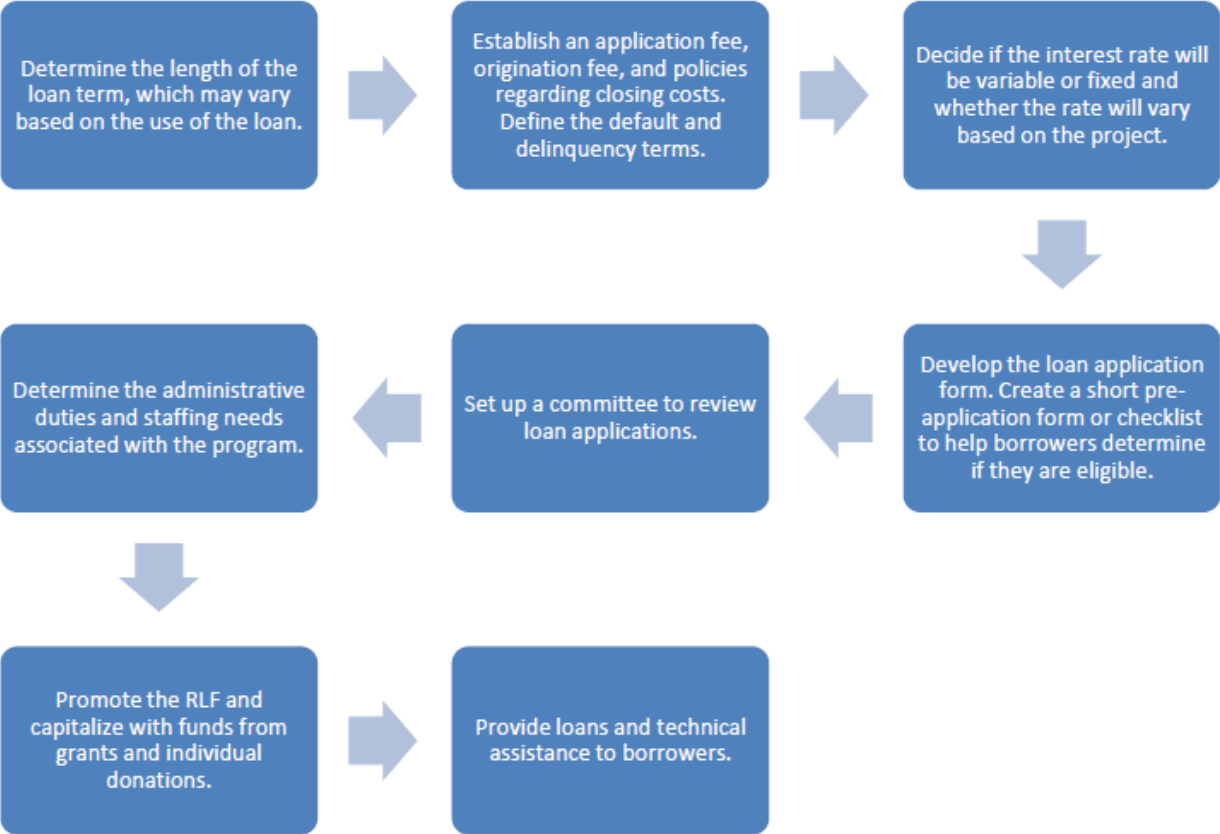 Determine the length of the
loan term, which may vary
based on the use of the loan.
Establish an application fee,
origination fee, and policies
regarding closing costs.
Define the default and
delinquency terms.
Decide if the interest rate will
be variable or fixed and
whether the rate will vary
based on the project.
Develop the loan application
form. Create a short pre-
application form or checklist
to help borrowers determine
if they are eligible.
Set up a committee to review
loan applications.
Determine the administrative
duties and staffing needs
associated with the program.
Promote the RLF and
capitalize with funds from
grants and individual
donations.
Provide loans and technical
assistance to borrowers.